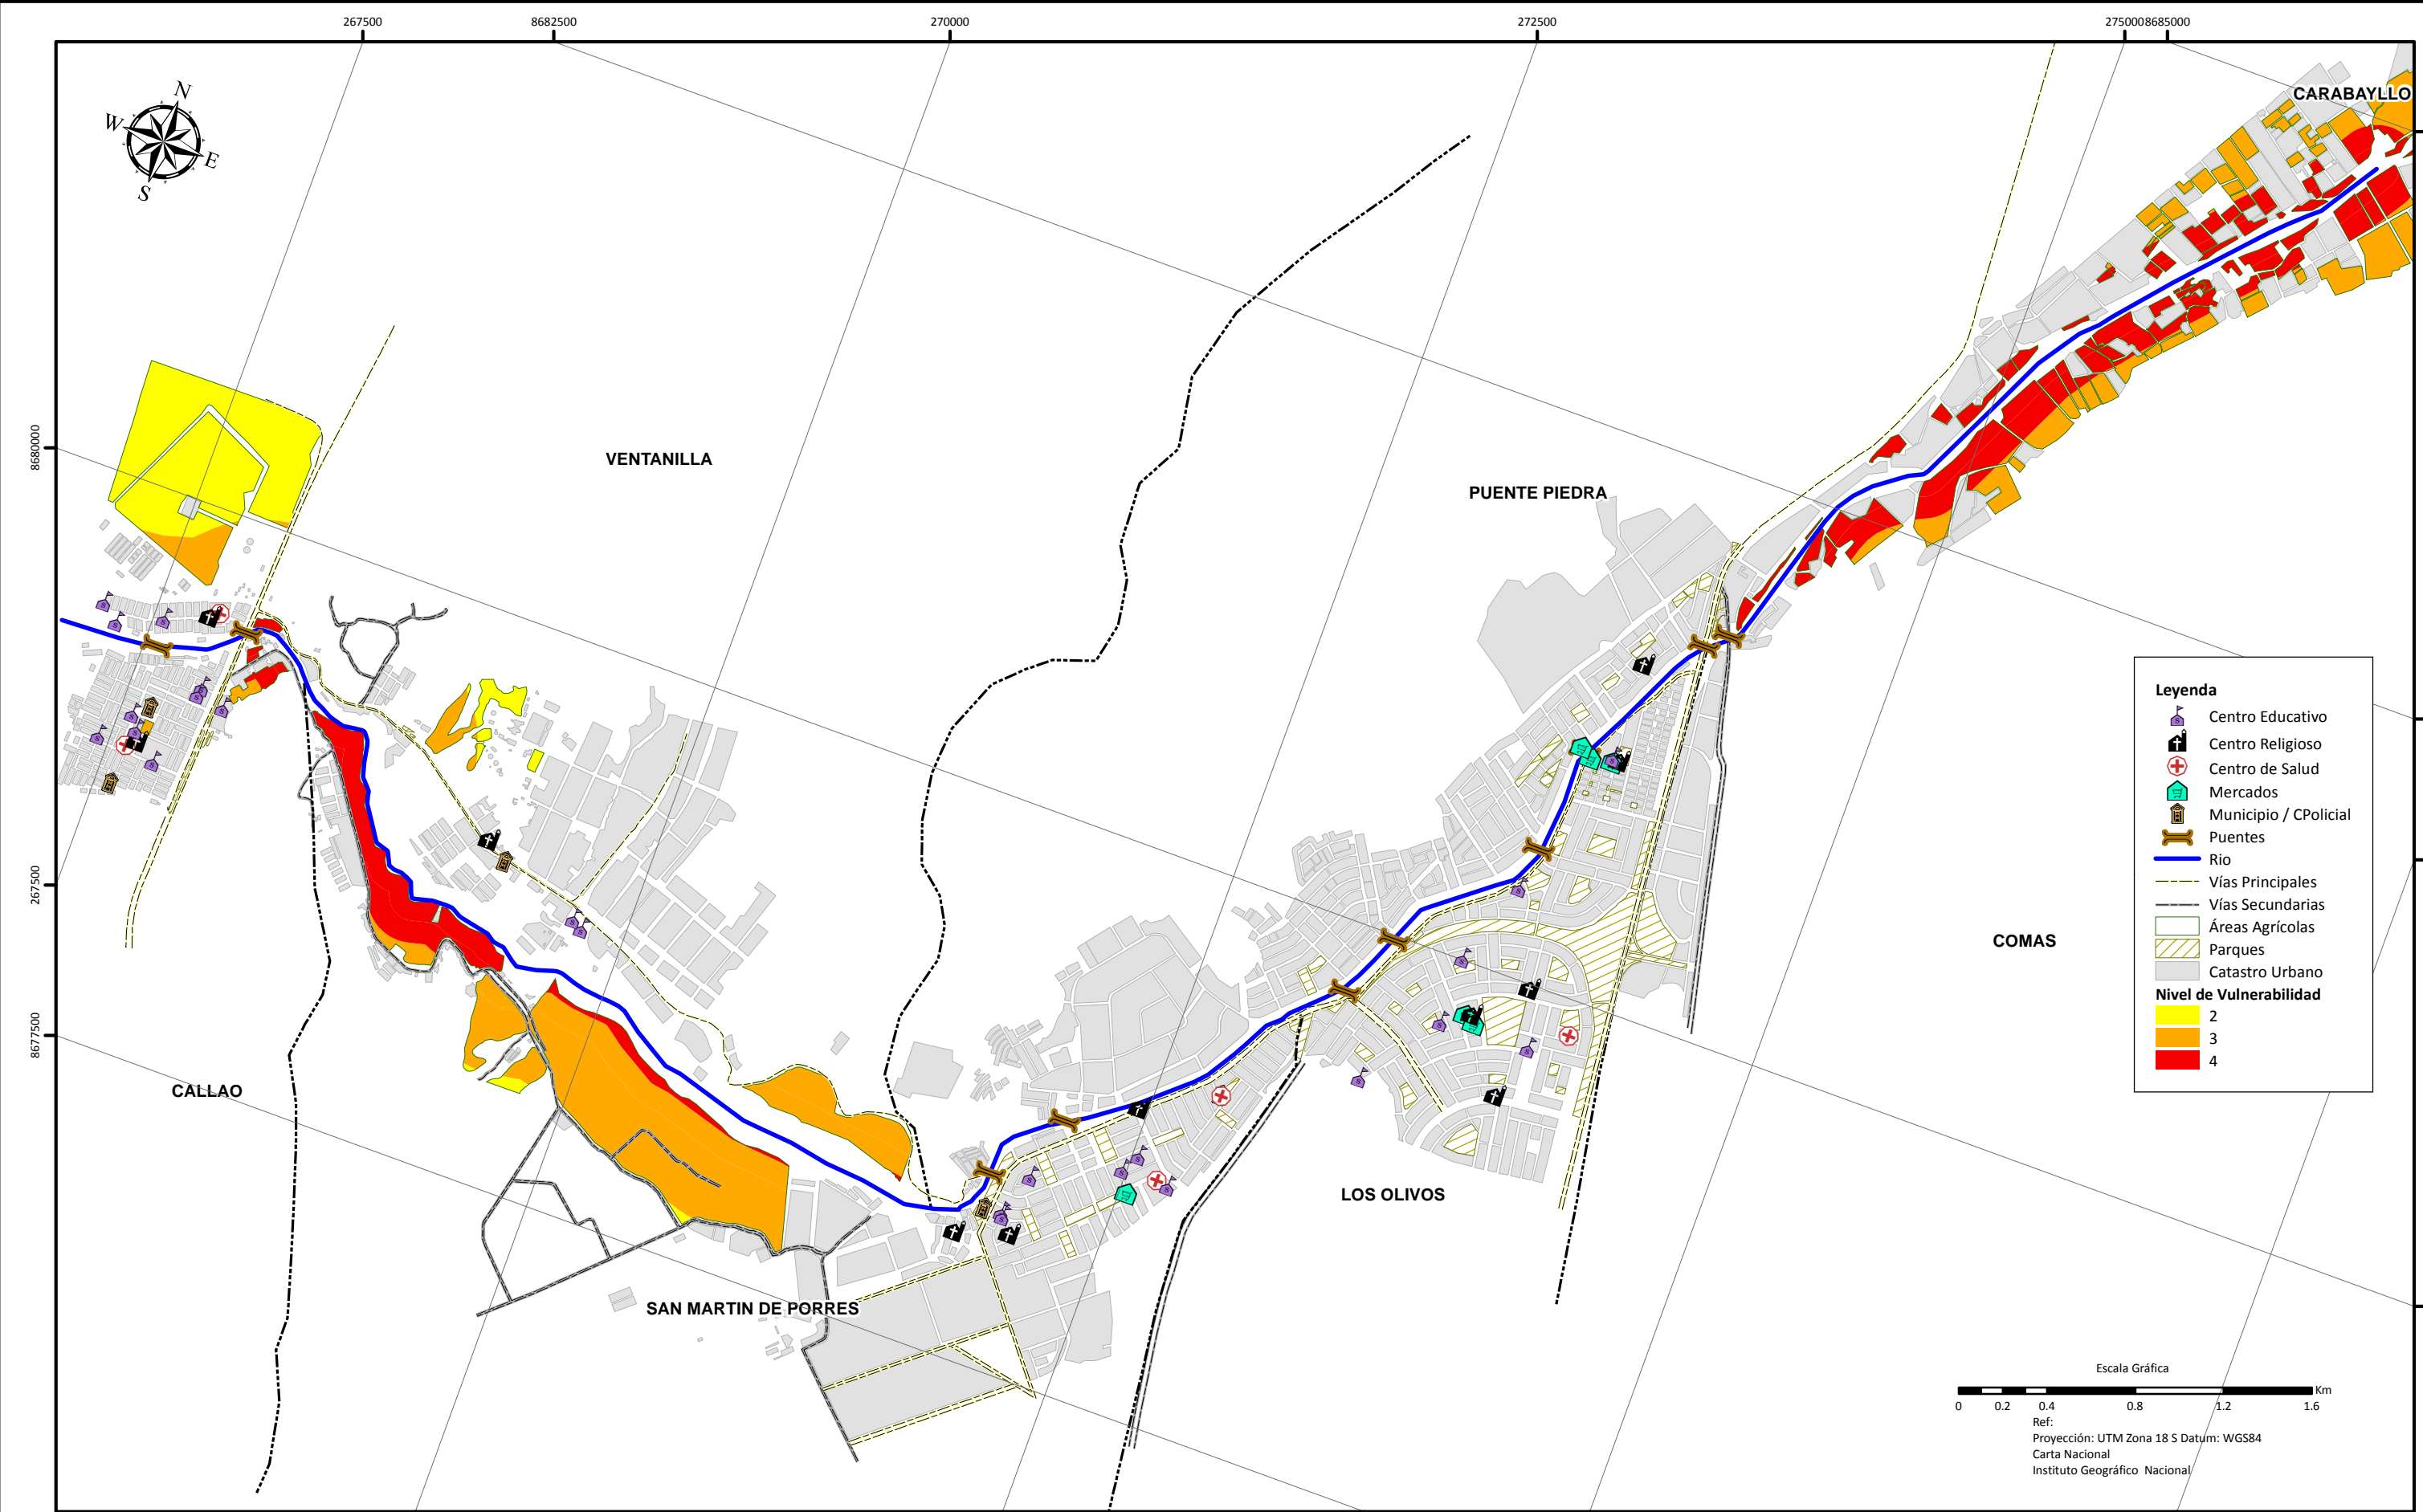 267500
8682500
270000
272500
275000
8685000
N
W
E
S
CARABAYLLO
8680000
VENTANILLA
PUENTE PIEDRA
267500
8677500
CALLAO
COMAS
LOS OLIVOS
SAN MARTIN DE PORRES
Leyenda
Centro Educativo
Centro Religioso
Centro de Salud
Mercados
Municipio / CPolicial
Puentes
Rio
Vías Principales
Vías Secundarias
Áreas Agrícolas
Parques
Catastro Urbano
Nivel de Vulnerabilidad
2
3
4
Escala Gráfica
Km
0 0.2 0.4 0.8 1.2 1.6
Ref:
Proyección: UTM Zona 18 S Datum: WGS84
Carta Nacional
Instituto Geográfico Nacional